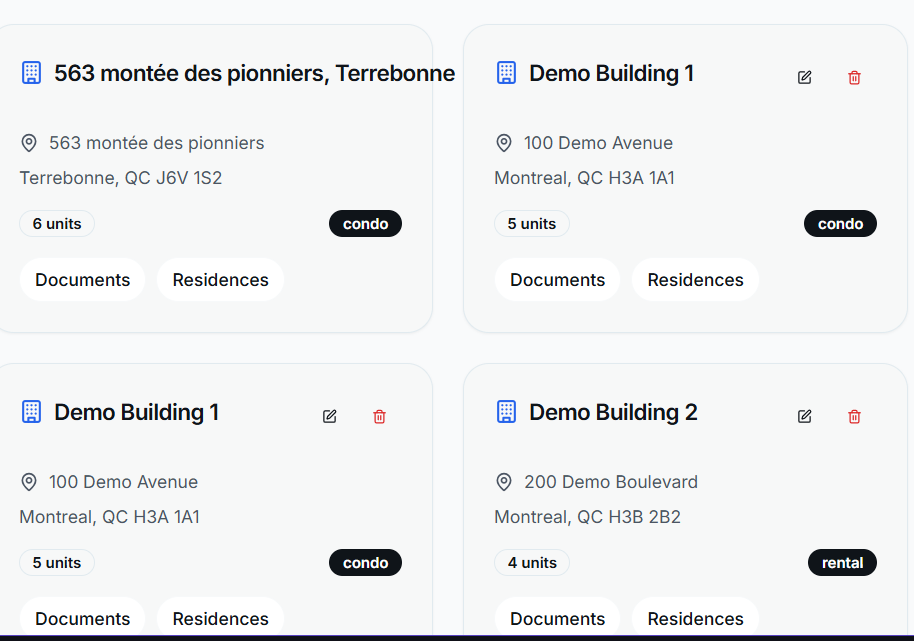 563 montée des pionniers, Terrebonne
563 montée des pionniers
Terrebonne, QC J6V 1S2
6 units
condo
Documents
Residences
Demo Building 1
100 Demo Avenue
Montreal, QC H3A 1A1
5 units
condo
Documents
Residences
Demo Building 1
100 Demo Avenue
Montreal, QC H3A 1A1
5 units
condo
Documents
Residences
Demo Building 2
200 Demo Boulevard
Montreal, QC H3B 2B2
4 units
rental
Documents
Residences